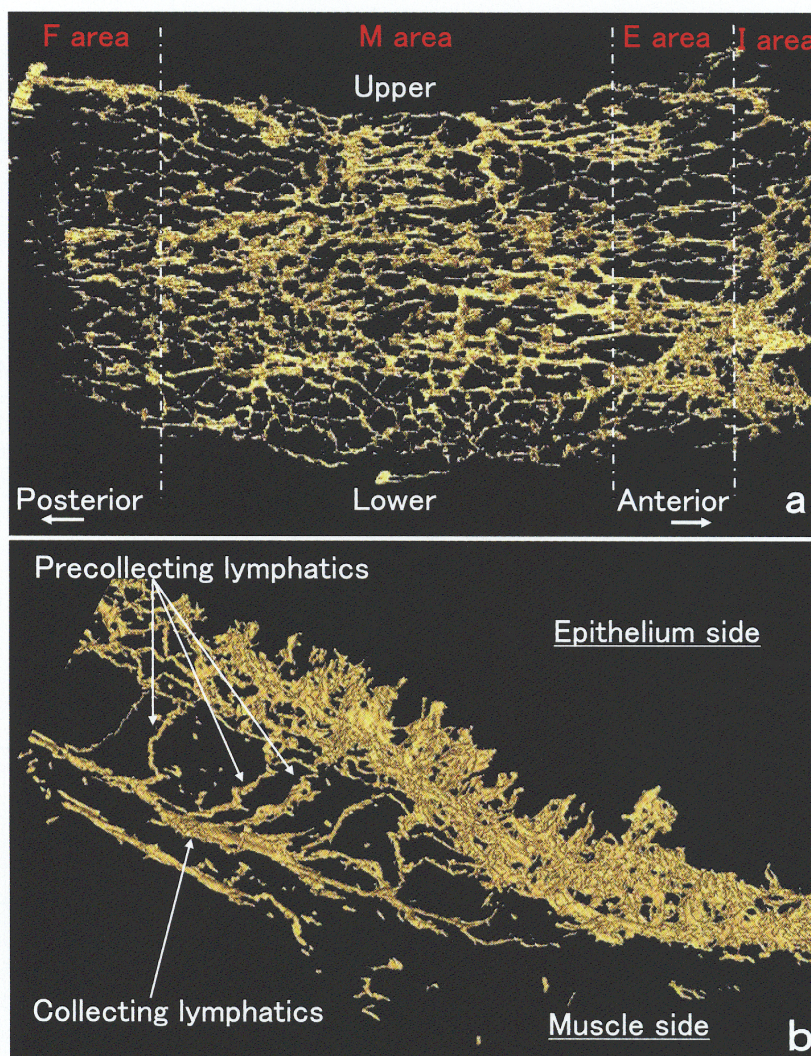 F area M area E area I area
Upper
Posterior Lower Anterior a
Precollecting lymphatics
Epithelium side
Collecting lymphatics
Muscle side b